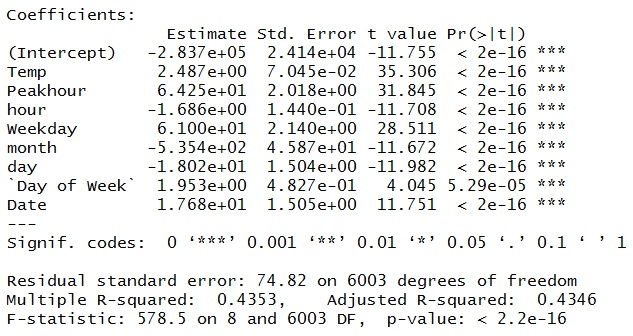 Coefficients:
Estimate Std. Error t value Pr(>|t|)
(Intercept) -2.837e+05 2.414e+04 -11.755 < 2e-16 ***
Temp 2.487e+00 7.045e-02 35.306 < 2e-16 ***
Peakhour 6.425e+01 2.018e+00 31.845 < 2e-16 ***
hour -1.686e+00 1.440e-01 -11.708 < 2e-16 ***
Weekday 6.100e+01 2.140e+00 28.511 < 2e-16 ***
month -5.354e+02 4.587e+01 -11.672 < 2e-16 ***
day -1.802e+01 1.504e+00 -11.982 < 2e-16 ***
`Day of Week` 1.953e+00 4.827e-01 4.045 5.29e-05 ***
Date 1.768e+01 1.505e+00 11.751 < 2e-16 ***
---
Signif. codes: 0 ‘***’ 0.001 ‘**’ 0.01 ‘*’ 0.05 ‘.’ 0.1 ‘ ’ 1
Residual standard error: 74.82 on 6003 degrees of freedom
Multiple R-squared: 0.4353, Adjusted R-squared: 0.4346
F-statistic: 578.5 on 8 and 6003 DF, p-value: < 2.2e-16